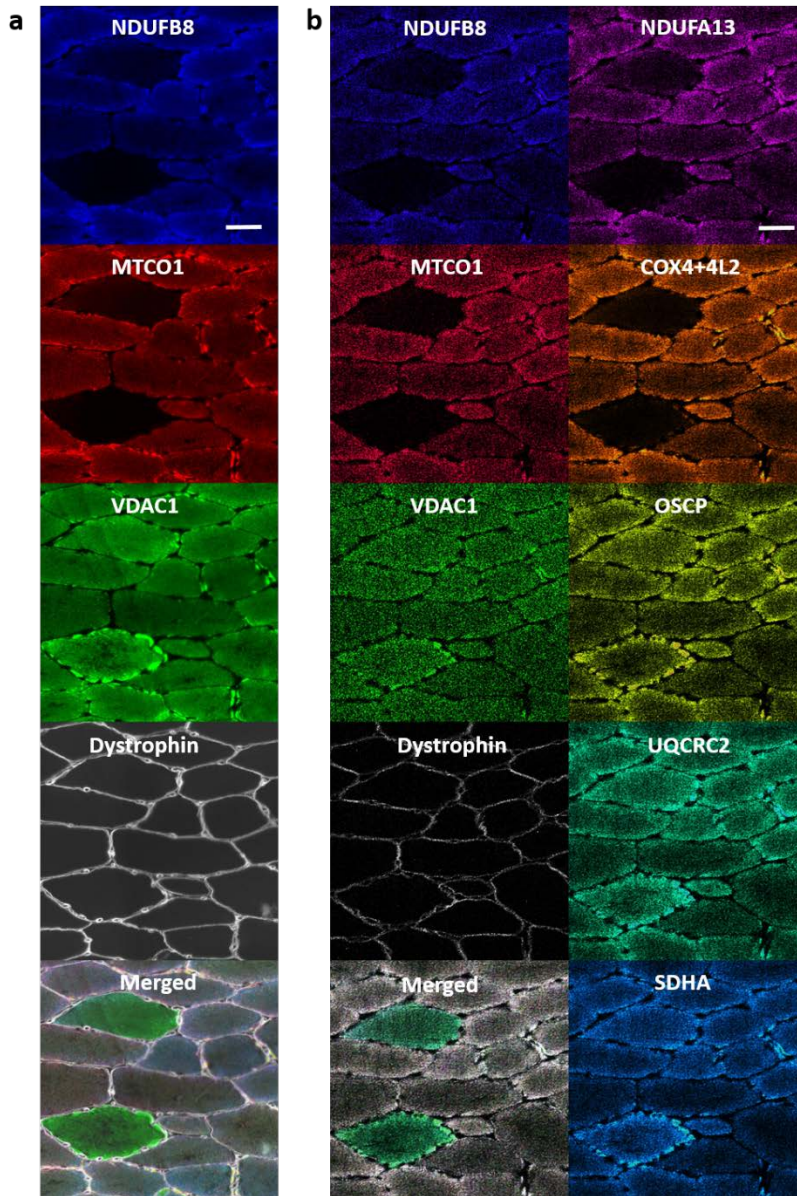 a
NDUFB8
MTCO1
VDAC1
Dystrophin
Merged
b
NDUFB8
NDUFA13
MTCO1
COX4+4L2
VDAC1
OSCP
Dystrophin
UQCRC2
Merged
SDHA